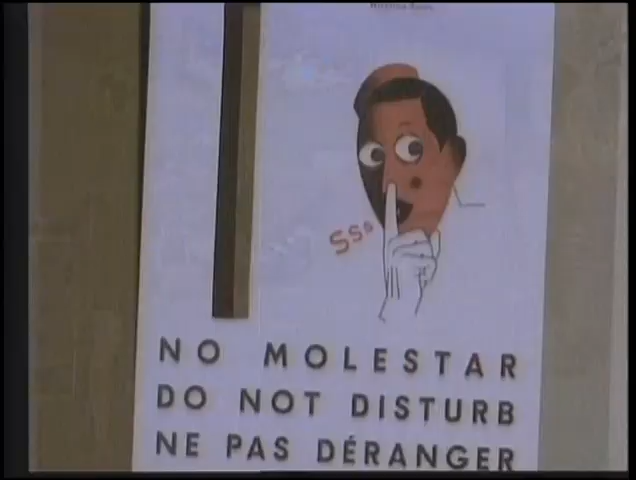 Sss
NO MOLESTAR
DO NOT DISTURB
NE PAS DÉRANGER